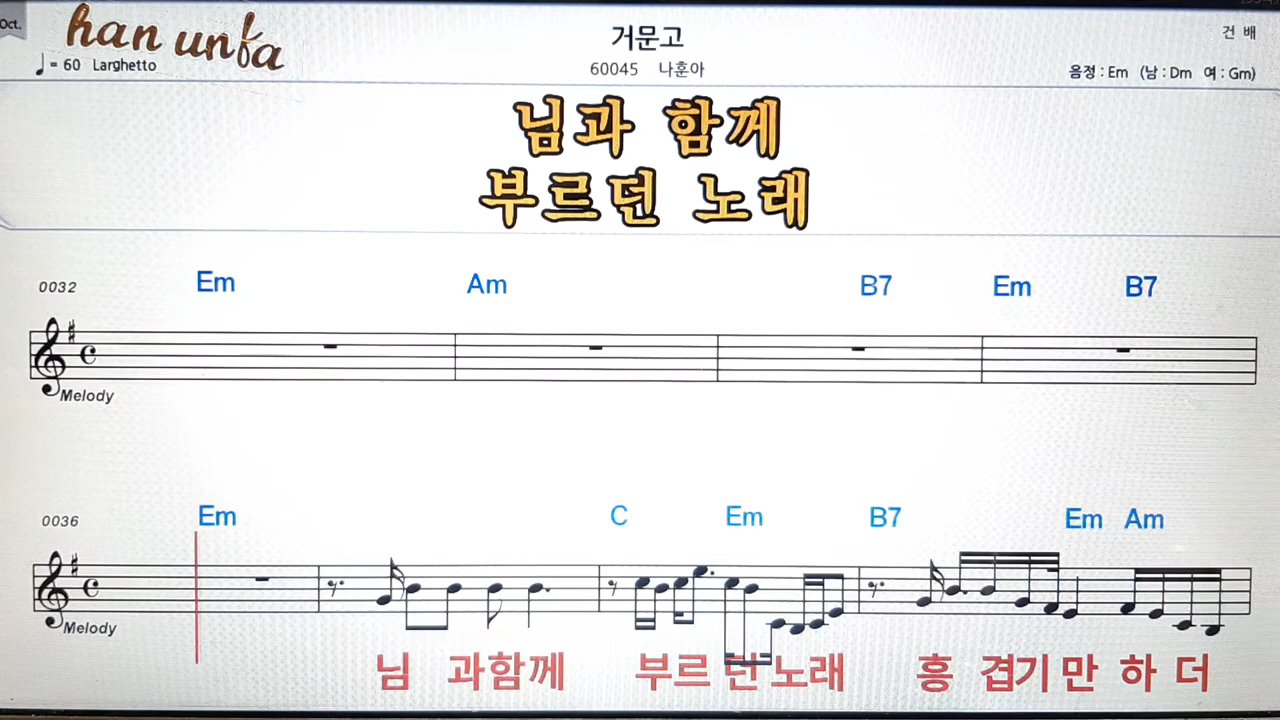 Oct.
han unfa
거문고
건 배
♩ = 60 Larghetto
60045 나훈아
음정 : Em (남 : Dm 여 : Gm)
님과 함께
부르던 노래
0032 Em Am B7 Em B7
Melody
0036 Em C Em B7 Em Am
Melody
님 과함께 부르 던 노래 흥 겹기 만 하 더